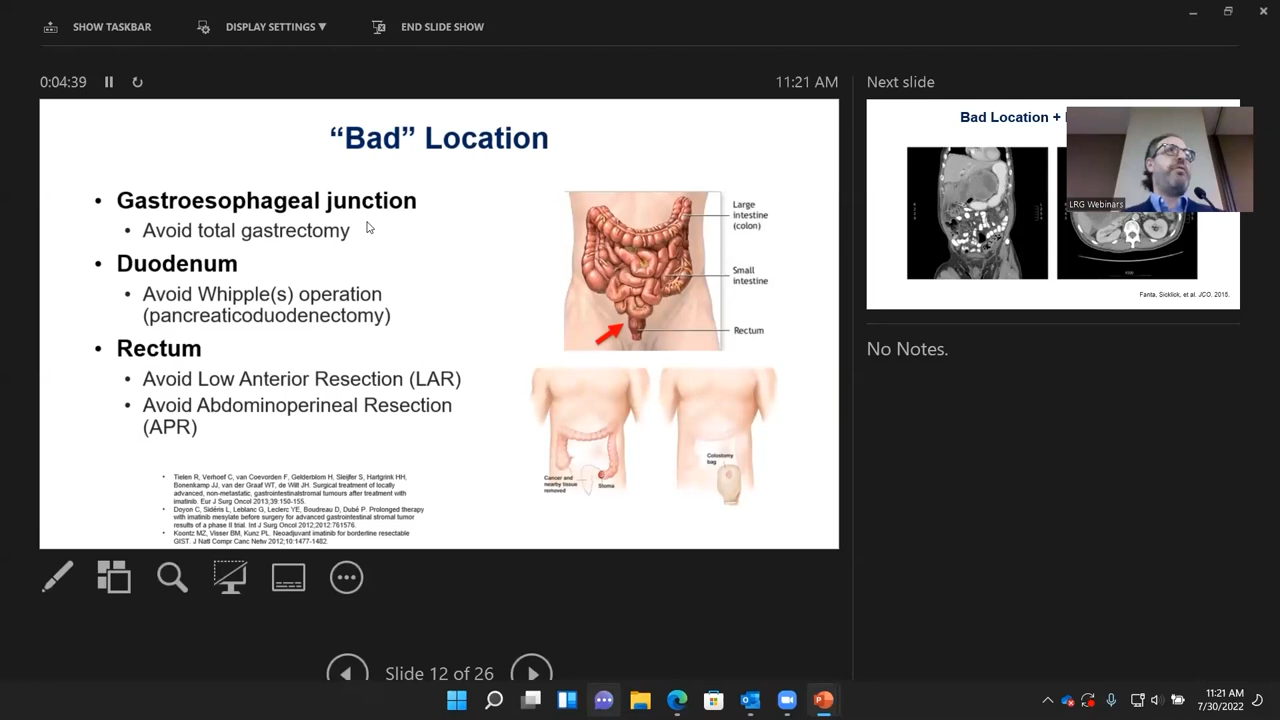 SHOW TASKBAR
DISPLAY SETTINGS ▼
END SLIDE SHOW
0:04:39
11:21 AM
Next slide
“Bad” Location
• Gastroesophageal junction
• Avoid total gastrectomy
• Duodenum
• Avoid Whipple(s) operation
(pancreaticoduodenectomy)
• Rectum
• Avoid Low Anterior Resection (LAR)
• Avoid Abdominoperineal Resection
(APR)
Large
intestine
(colon)
Small
intestine
Rectum
Cancer and
nearby tissue
removed
Stoma
Colostomy
bag
• Tielen R, Verhoef C, van Coevorden F, Gelderblom H, Sleijfer S, Hartgrink HH,
Bonenkamp JJ, van der Graaf WT, de Wilt JH. Surgical treatment of locally
advanced, non-metastatic, gastrointestinalstromal tumours after treatment with
imatinib. Eur J Surg Oncol 2013;39:150-155.
• Doyon C, Sidéris L, Leblanc G, Leclerc YE, Boudreau D, Dubé P. Prolonged therapy
with imatinib mesylate before surgery for advanced gastrointestinal stromal tumor
results of a phase II trial. Int J Surg Oncol 2012;2012:761576.
• Koontz MZ, Visser BM, Kunz PL. Neoadjuvant imatinib for borderline resectable
GIST. J Natl Compr Canc Netw 2012;10:1477-1482.
Bad Location +
LRG Webinars
Fanta, Sicklick, et al. JCO. 2015.
No Notes.
Slide 12 of 26
11:21 AM
7/30/2022